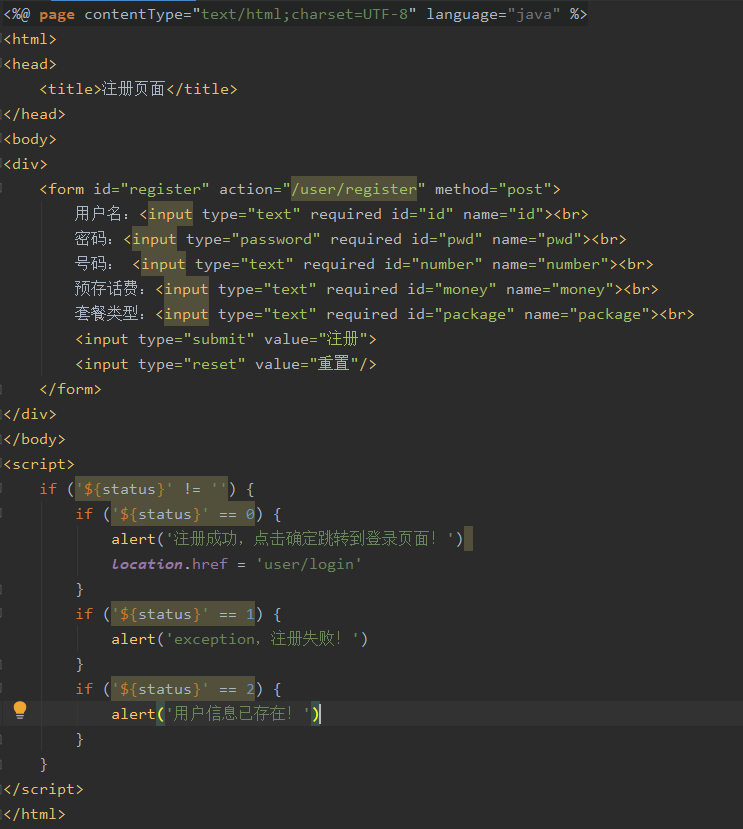 <%@ page contentType="text/html;charset=UTF-8" language="java" %>
<html>
<head>
    <title>注册页面</title>
</head>
<body>
<div>
    <form id="register" action="/user/register" method="post">
        用户名：<input type="text" required id="id" name="id"><br>
        密码：<input type="password" required id="pwd" name="pwd"><br>
        号码： <input type="text" required id="number" name="number"><br>
        预存话费：<input type="text" required id="money" name="money"><br>
        套餐类型：<input type="text" required id="package" name="package"><br>
        <input type="submit" value="注册">
        <input type="reset" value="重置"/>
    </form>
</div>
</body>
<script>
    if ('${status}' != '') {
        if ('${status}' == 0) {
            alert('注册成功，点击确定跳转到登录页面！')
            location.href = 'user/login'
        }
        if ('${status}' == 1) {
            alert('exception，注册失败！')
        }
        if ('${status}' == 2) {
            alert('用户信息已存在！')
        }
    }
</script>
</html>